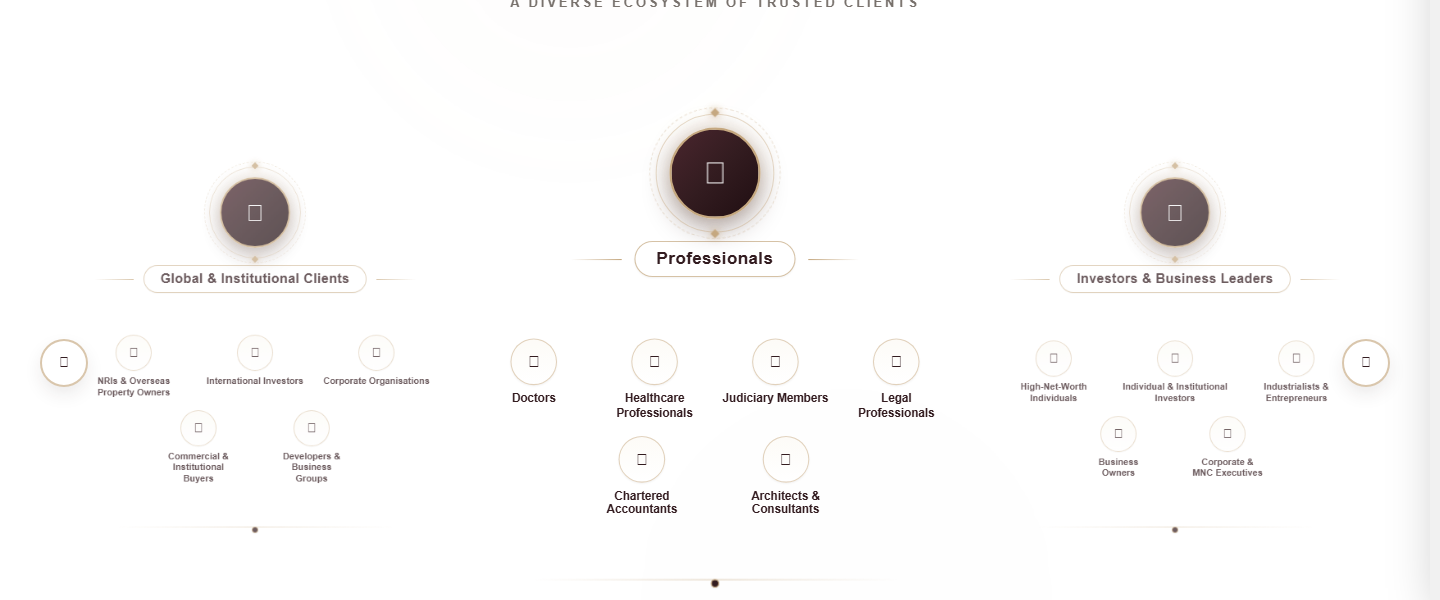 A DIVERSE ECOSYSTEM OF TRUSTED CLIENTS
Global & Institutional Clients
NRIs & Overseas
Property Owners
International Investors
Corporate Organisations
Commercial &
Institutional
Buyers
Developers &
Business
Groups
Professionals
Doctors
Healthcare
Professionals
Judiciary Members
Legal
Professionals
Chartered
Accountants
Architects &
Consultants
Investors & Business Leaders
High-Net-Worth
Individuals
Individual & Institutional
Investors
Industrialists &
Entrepreneurs
Business
Owners
Corporate &
MNC Executives